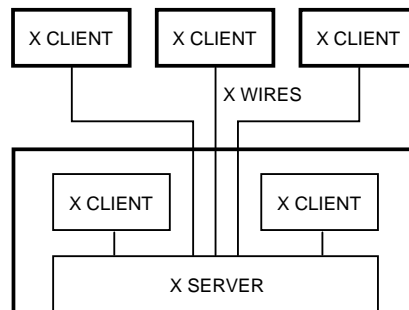 X CLIENT X CLIENT X CLIENT
X WIRES
X CLIENT X CLIENT
X SERVER